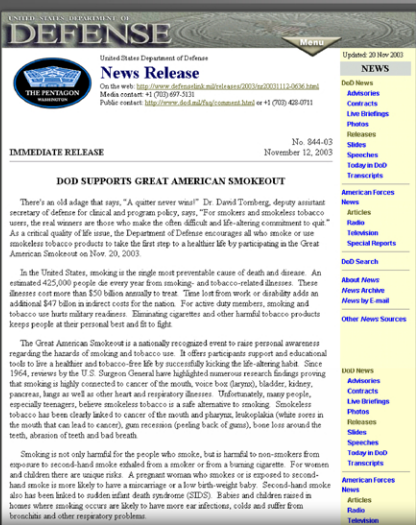 UNITED STATES DEPARTMENT OF
DEFENSE
Menu
THE PENTAGON
WASHINGTON
United States Department of Defense
News Release
On the web: http://www.defenselink.mil/releases/2003/nr20031112-0636.html
Media contact: +1 (703) 697-5131
Public contact: http://www.dod.mil/faq/comment.html or +1 (703) 428-0711
No. 844-03
IMMEDIATE RELEASE
November 12, 2003
DOD SUPPORTS GREAT AMERICAN SMOKEOUT
There's an old adage that says, "A quitter never wins!" Dr. David Tornberg, deputy assistant
secretary of defense for clinical and program policy, says, "For smokers and smokeless tobacco
users, the real winners are those who make the often difficult and life-altering commitment to quit."
As a critical quality of life issue, the Department of Defense encourages all who smoke or use
smokeless tobacco products to take the first step to a healthier life by participating in the Great
American Smokeout on Nov. 20, 2003.
In the United States, smoking is the single most preventable cause of death and disease. An
estimated 425,000 people die every year from smoking- and tobacco-related illnesses. These
illnesses cost more than $50 billion annually to treat. Time lost from work or disability adds an
additional $47 billion in indirect costs for the nation. For active duty members, smoking and
tobacco use hurts military readiness. Eliminating cigarettes and other harmful tobacco products
keeps people at their personal best and fit to fight.
The Great American Smokeout is a nationally recognized event to raise personal awareness
regarding the hazards of smoking and tobacco use. It offers participants support and educational
tools to live a healthier and tobacco-free life by successfully kicking the life-altering habit. Since
1964, reviews by the U.S. Surgeon General have highlighted numerous research findings proving
that smoking is highly connected to cancer of the mouth, voice box (larynx), bladder, kidney,
pancreas, lungs as well as other heart and respiratory illnesses. Unfortunately, many people,
especially teenagers, believe smokeless tobacco is a safe alternative to smoking. Smokeless
tobacco has been clearly linked to cancer of the mouth and pharynx, leukoplakia (white sores in
the mouth that can lead to cancer), gum recession (peeling back of gums), bone loss around the
teeth, abrasion of teeth and bad breath.
Smoking is not only harmful for the people who smoke, but is harmful to non-smokers from
exposure to second-hand smoke exhaled from a smoker or from a burning cigarette. For women
and children there are unique risks. A pregnant woman who smokes or is exposed to second-
hand smoke is more likely to have a miscarriage or a low birth-weight baby. Second-hand smoke
also has been linked to sudden infant death syndrome (SIDS). Babies and children raised in
homes where smoking occurs are likely to have more ear infections, colds and suffer from
bronchitis and other respiratory problems.
Updated: 20 Nov 2003
NEWS
DoD News
Advisories
Contracts
Live Briefings
Photos
Releases
Slides
Speeches
Today in DoD
Transcripts
American Forces
News
Articles
Radio
Television
Special Reports
DoD Search
About News
News Archive
News by E-mail
Other News Sources
DoD News
Advisories
Contracts
Live Briefings
Photos
Releases
Slides
Speeches
Today in DoD
Transcripts
American Forces
News
Articles
Radio
Television